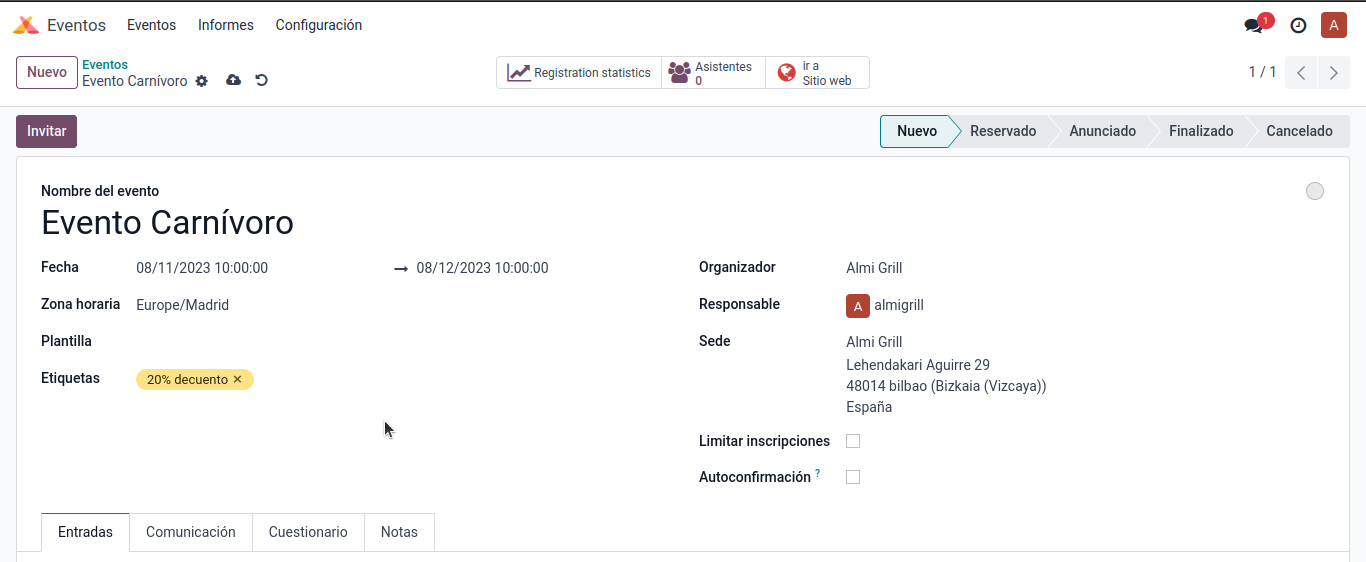 Eventos Eventos Informes Configuración 1 A
Nuevo Eventos
Evento Carnívoro
Registration statistics
Asistentes
0
ir a
Sitio web
1 / 1
Invitar
Nuevo Reservado Anunciado Finalizado Cancelado
Nombre del evento
Evento Carnívoro
Fecha 08/11/2023 10:00:00 → 08/12/2023 10:00:00
Zona horaria Europe/Madrid
Plantilla
Etiquetas 20% decuento ×
Organizador Almi Grill
Responsable A almigrill
Sede Almi Grill
Lehendakari Aguirre 29
48014 bilbao (Bizkaia (Vizcaya))
España
Limitar inscripciones
Autoconfirmación ?
Entradas Comunicación Cuestionario Notas